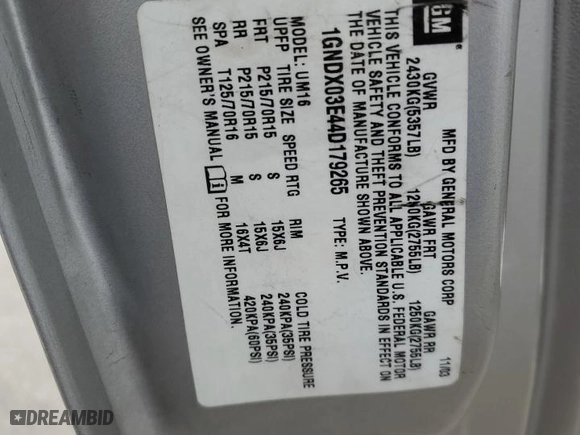 GM
MFD BY GENERAL MOTORS CORP 11/03
GVWR GAWR FRT GAWR RR
2430KG(5357LB) 1250KG(2755LB) 1250KG(2755LB)
THIS VEHICLE CONFORMS TO ALL APPLICABLE U.S. FEDERAL MOTOR
VEHICLE SAFETY AND THEFT PREVENTION STANDARDS IN EFFECT ON
THE DATE OF MANUFACTURE SHOWN ABOVE.
1GNDX03E44D179265 TYPE: M.P.V.
MODEL: UM16
UPFP TIRE SIZE SPEED RTG RIM COLD TIRE PRESSURE
FRT P215/70R15 S 15X6J 240KPA(35PSI)
RR P215/70R15 S 15X6J 240KPA(35PSI)
SPA T125/70R16 M 16X4T 420KPA(60PSI)
SEE OWNER'S MANUAL FOR MORE INFORMATION.
DREAMBID